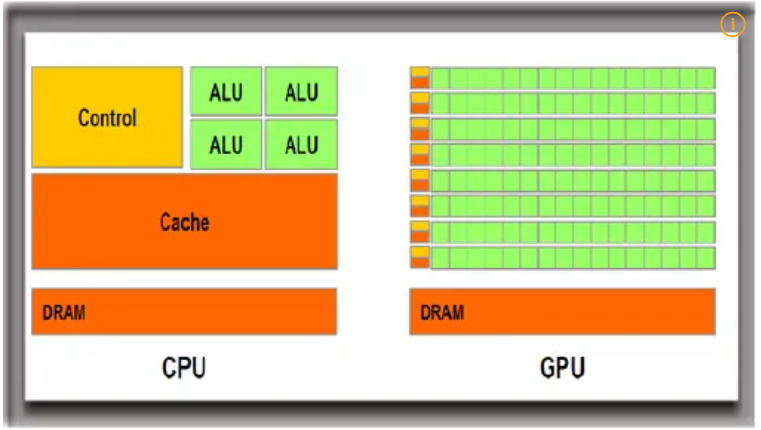 Control
ALU ALU
ALU ALU
Cache
DRAM
CPU
DRAM
GPU